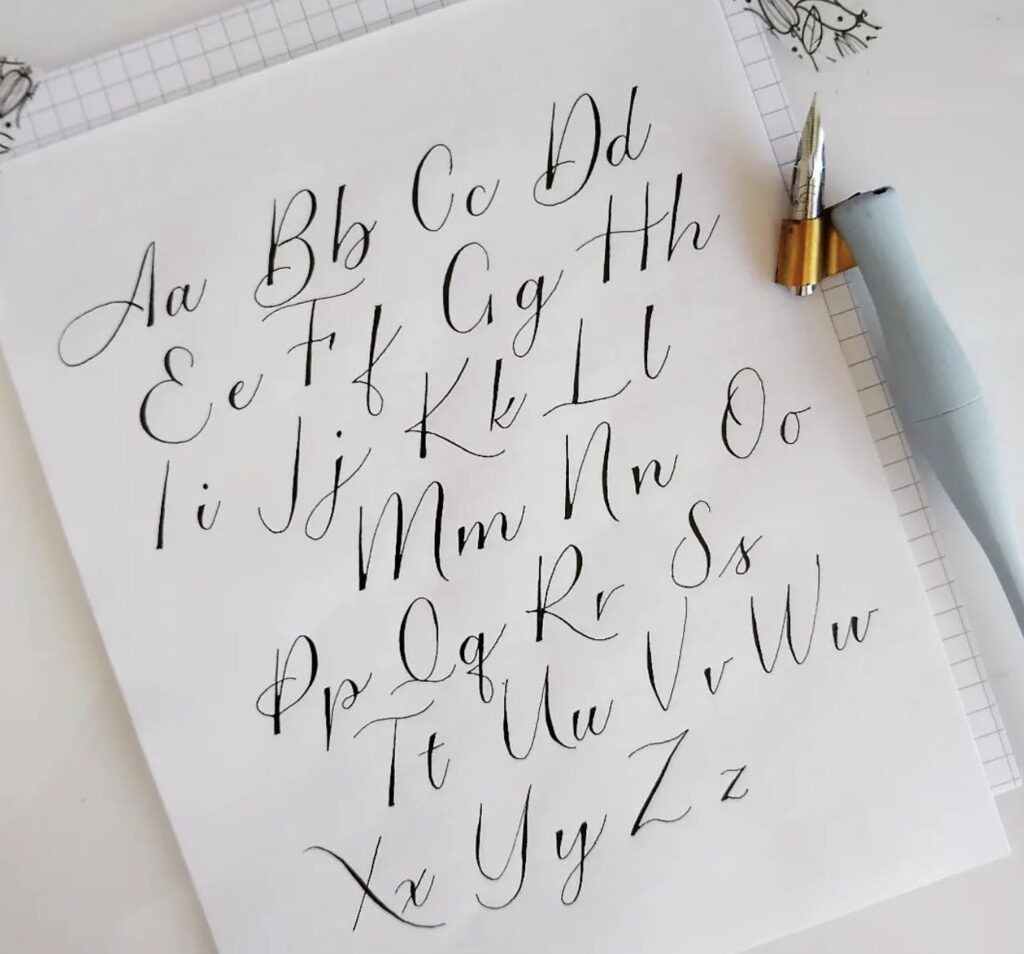 Aa Bb Cc Dd
Ee Ff Gg Hh
Ii Jj Kk Ll
Mm Nn Oo
Pp Qq Rr Ss
Tt Uu Vv Ww
Xx Yy Zz